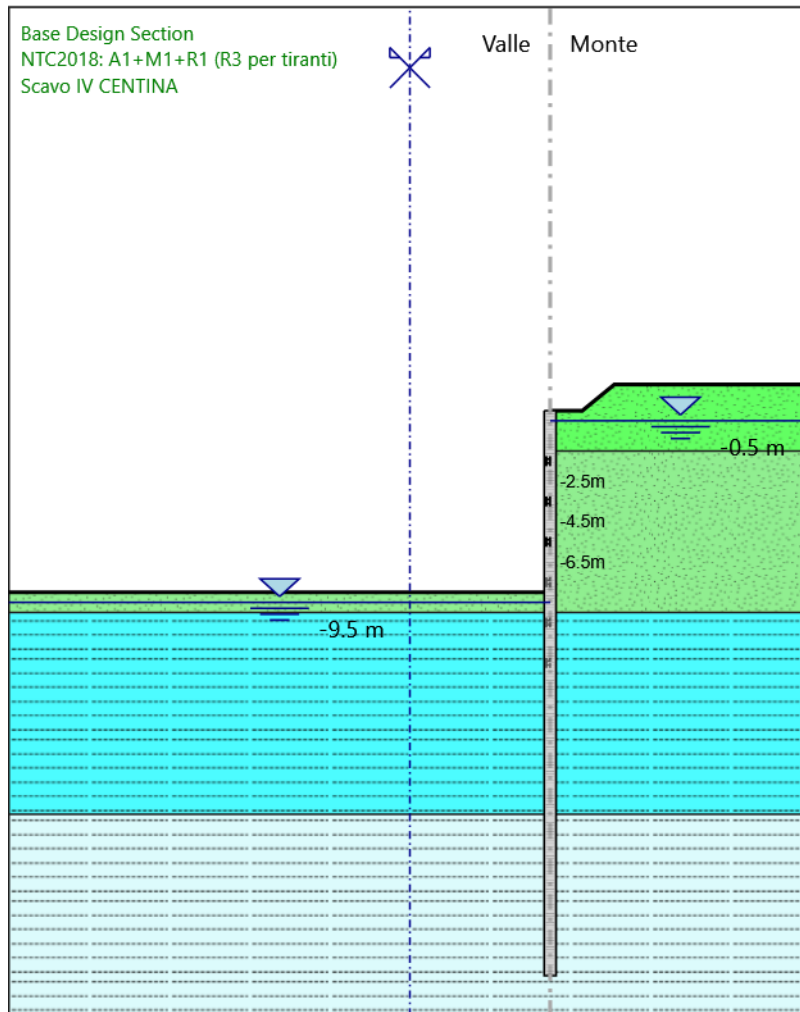 Base Design Section
NTC2018: A1+M1+R1 (R3 per tiranti)
Scavo IV CENTINA
Valle
Monte
-0.5 m
-2.5m
-4.5m
-6.5m
-9.5 m